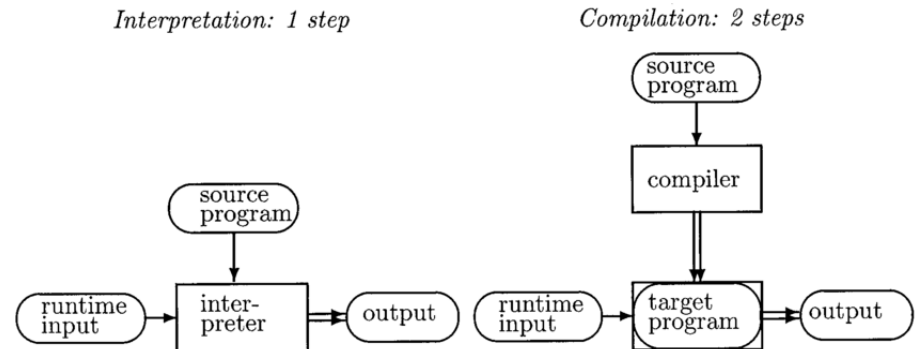 Interpretation: 1 step
Compilation: 2 steps
source
program
compiler
source
program
runtime
input
inter-
preter
output
runtime
input
target
program
output